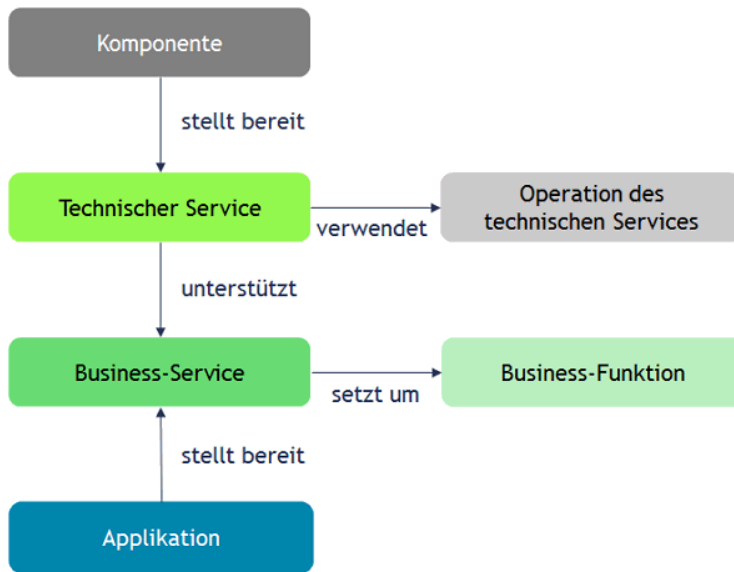 Komponente
stellt bereit
Technischer Service
verwendet
Operation des
technischen Services
unterstützt
Business-Service
setzt um
Business-Funktion
stellt bereit
Applikation